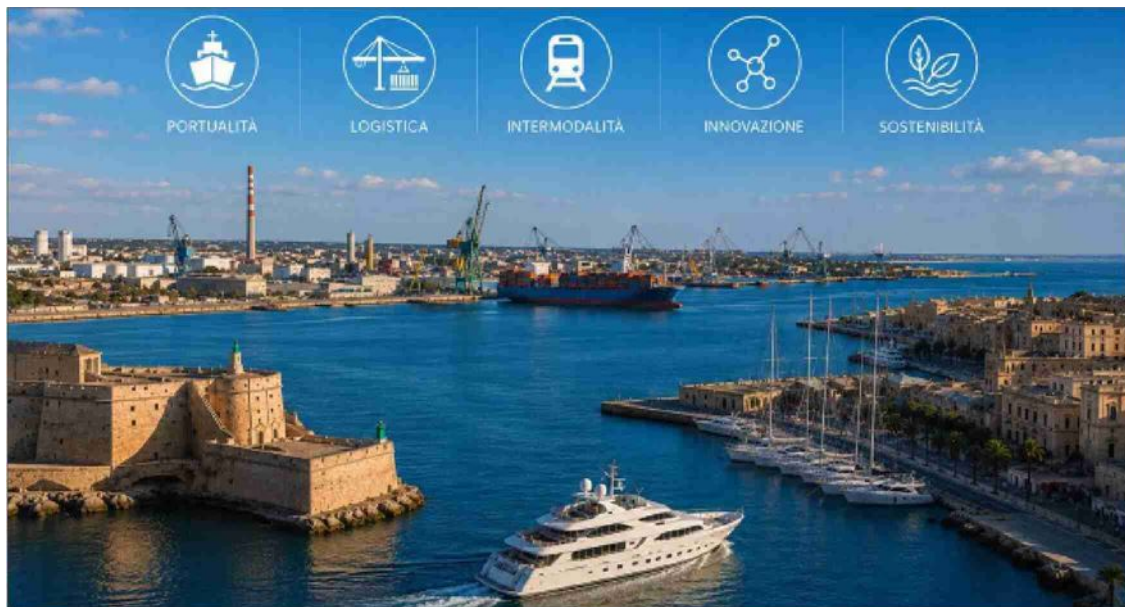 PORTUALITÀ
LOGISTICA
INTERMODALITÀ
INNOVAZIONE
SOSTENIBILITÀ